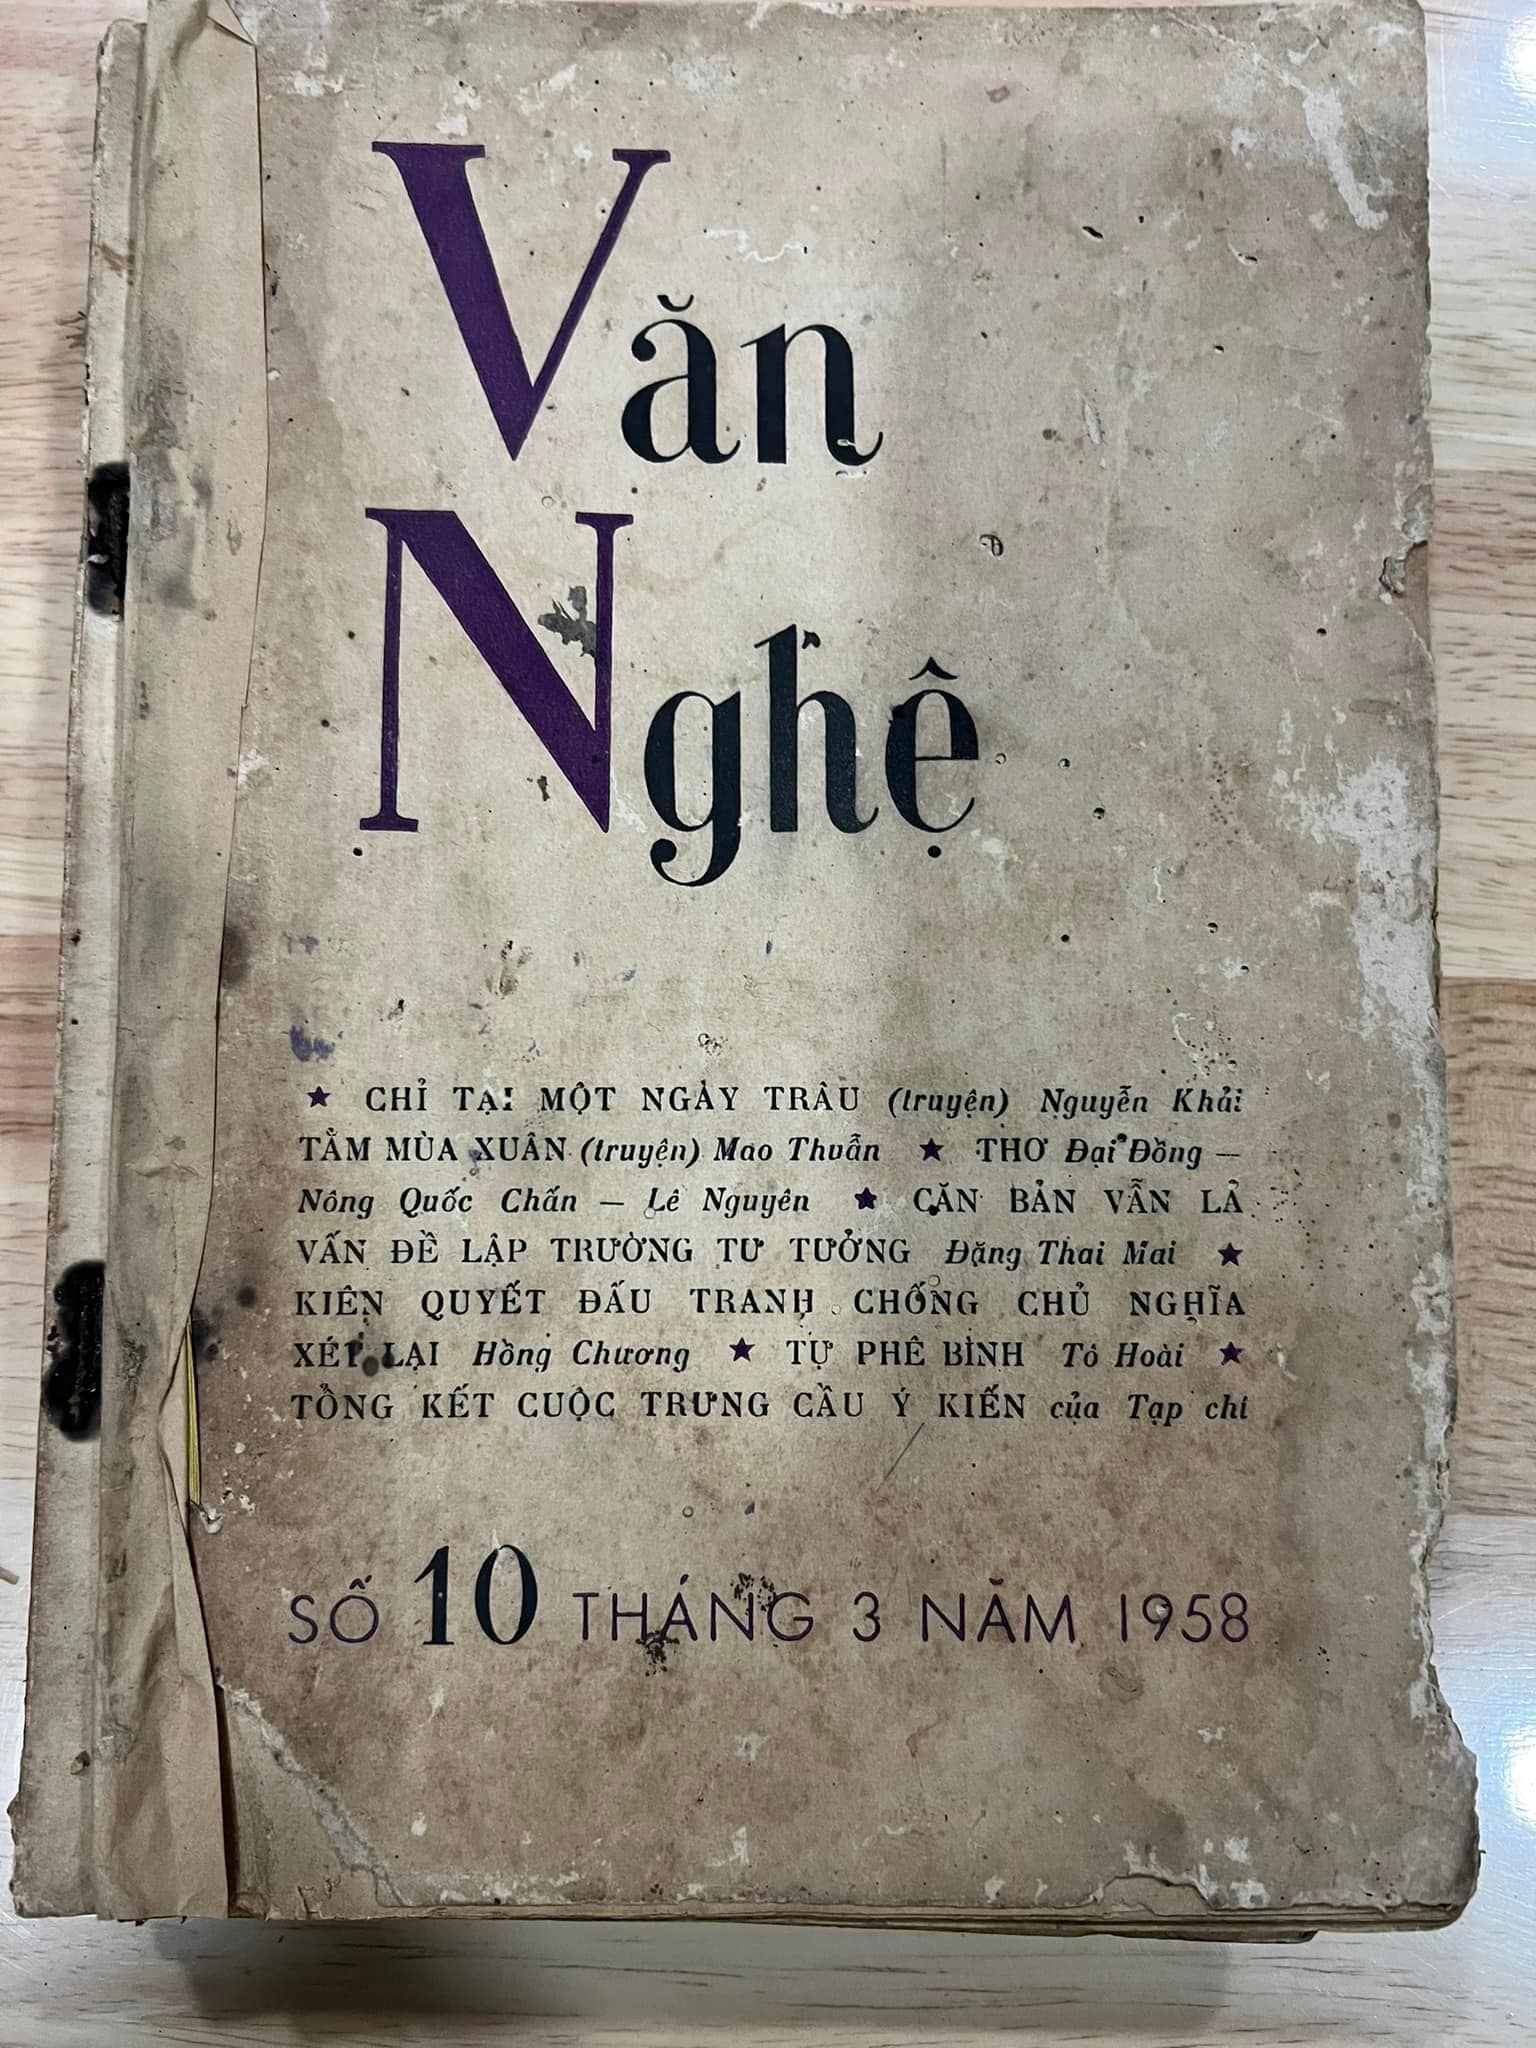 Văn
Nghệ
★ CHỈ TẠI MỘT NGÀY TRÂU (truyện) Nguyễn Khải
TẰM MÙA XUÂN (truyện) Mao Thuẫn ★ THƠ Đại Đồng —
Nông Quốc Chấn — Lê Nguyên ★ CĂN BẢN VẪN LÀ
VẤN ĐỀ LẬP TRƯỜNG TƯ TƯỞNG Đặng Thai Mai ★
KIÊN QUYẾT ĐẤU TRANH CHỐNG CHỦ NGHĨA
XÉT LẠI Hồng Chương ★ TỰ PHÊ BÌNH Tô Hoài ★
TỔNG KẾT CUỘC TRƯNG CẦU Ý KIẾN của Tạp chí
SỐ 10 THÁNG 3 NĂM 1958